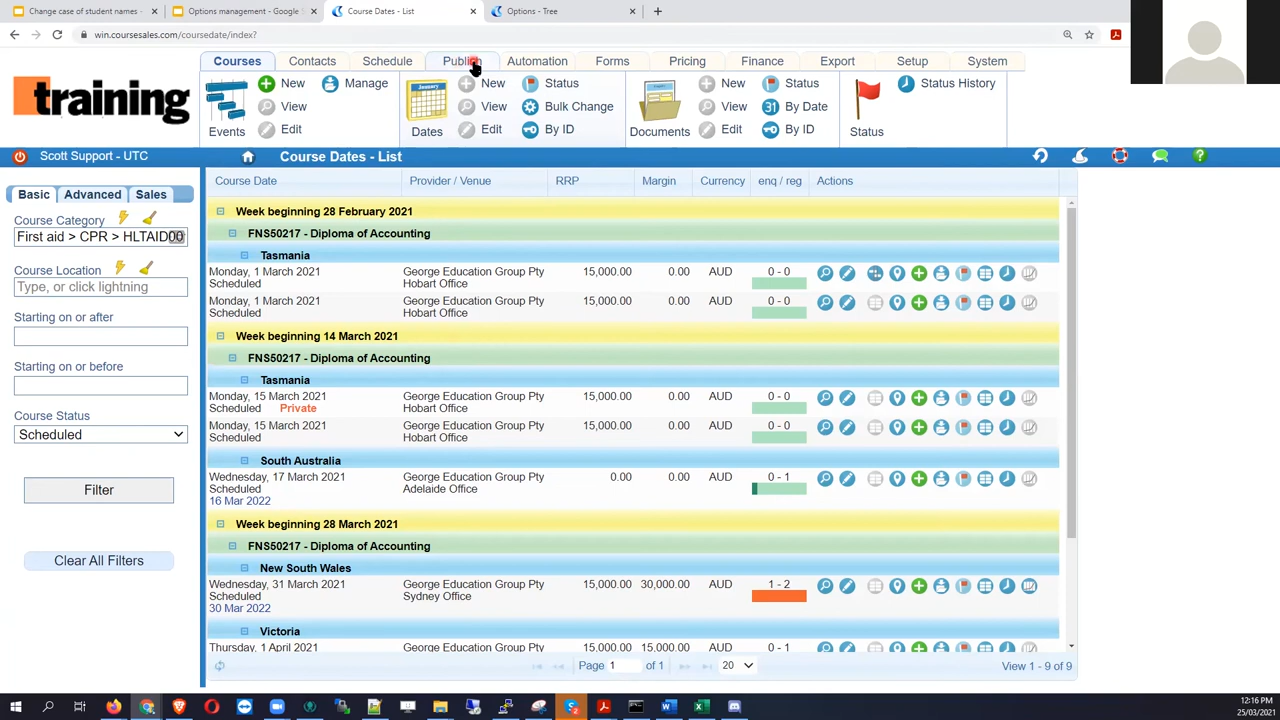 Change case of student names -
Options management - Google S
Course Dates - List
Options - Tree
win.coursesales.com/coursedate/index?
training
Courses Contacts Schedule Publish Automation Forms Pricing Finance Export Setup System
New Manage
View
Edit
Events
New Status
View Bulk Change
Edit By ID
Dates
New Status
View By Date
Edit By ID
Documents
Status History
Status
Scott Support - UTC
Course Dates - List
Basic Advanced Sales
Course Category
First aid > CPR > HLTAID00
Course Location
Type, or click lightning
Starting on or after
Starting on or before
Course Status
Scheduled
Filter
Clear All Filters
Course Date Provider / Venue RRP Margin Currency enq / reg Actions
Week beginning 28 February 2021
FNS50217 - Diploma of Accounting
Tasmania
Monday, 1 March 2021 George Education Group Pty 15,000.00 0.00 AUD 0 - 0
Scheduled Hobart Office
Monday, 1 March 2021 George Education Group Pty 15,000.00 0.00 AUD 0 - 0
Scheduled Hobart Office
Week beginning 14 March 2021
FNS50217 - Diploma of Accounting
Tasmania
Monday, 15 March 2021 George Education Group Pty 15,000.00 0.00 AUD 0 - 0
Scheduled Private Hobart Office
Monday, 15 March 2021 George Education Group Pty 15,000.00 0.00 AUD 0 - 0
Scheduled Hobart Office
South Australia
Wednesday, 17 March 2021 George Education Group Pty 0.00 0.00 AUD 0 - 1
Scheduled Adelaide Office
16 Mar 2022
Week beginning 28 March 2021
FNS50217 - Diploma of Accounting
New South Wales
Wednesday, 31 March 2021 George Education Group Pty 15,000.00 30,000.00 AUD 1 - 2
Scheduled Sydney Office
30 Mar 2022
Victoria
Thursday, 1 April 2021 George Education Group Pty 15,000.00 15,000.00 AUD 0 - 1
Page 1 of 1 20 View 1 - 9 of 9
12:16 PM
25/03/2021